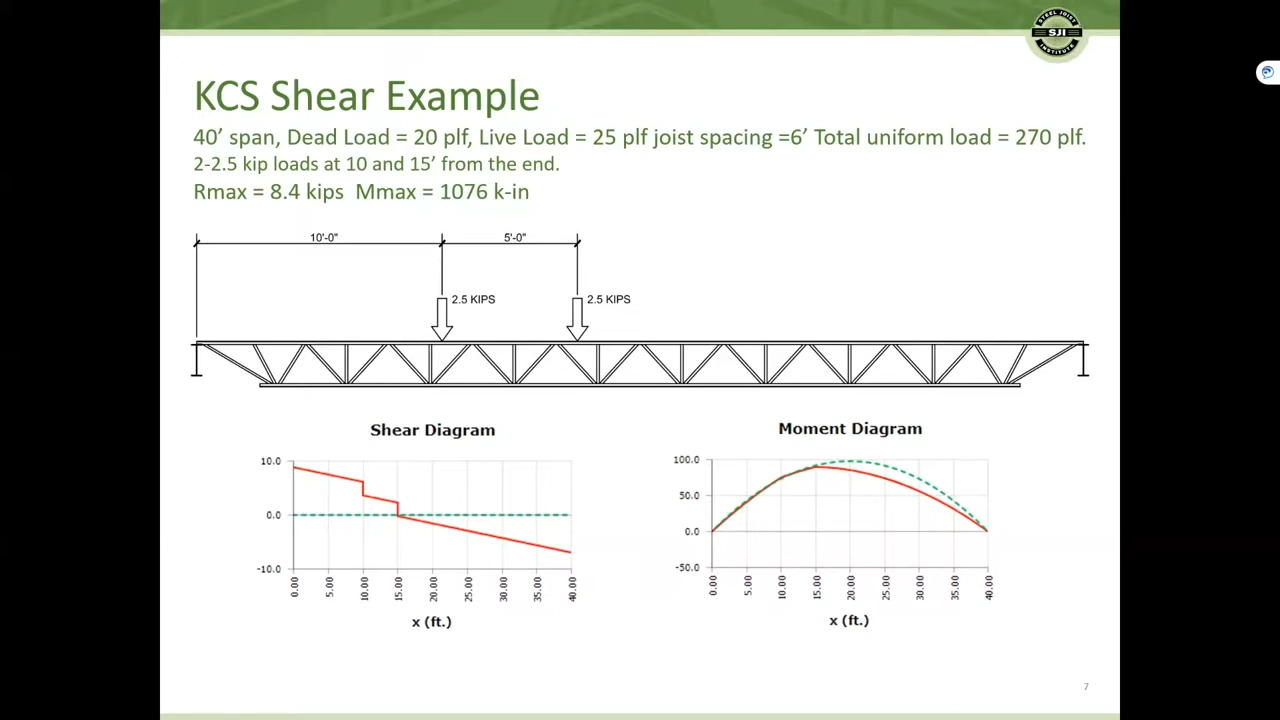 STEEL JOIST
SJI
INSTITUTE
KCS Shear Example
40’ span, Dead Load = 20 plf, Live Load = 25 plf joist spacing =6’ Total uniform load = 270 plf.
2-2.5 kip loads at 10 and 15’ from the end.
Rmax = 8.4 kips  Mmax = 1076 k-in
10'-0" 5'-0"
2.5 KIPS 2.5 KIPS
Shear Diagram
10.0
0.0
-10.0
0.00 5.00 10.00 15.00 20.00 25.00 30.00 35.00 40.00
x (ft.)
Moment Diagram
100.0
50.0
0.0
-50.0
0.00 5.00 10.00 15.00 20.00 25.00 30.00 35.00 40.00
x (ft.)
7